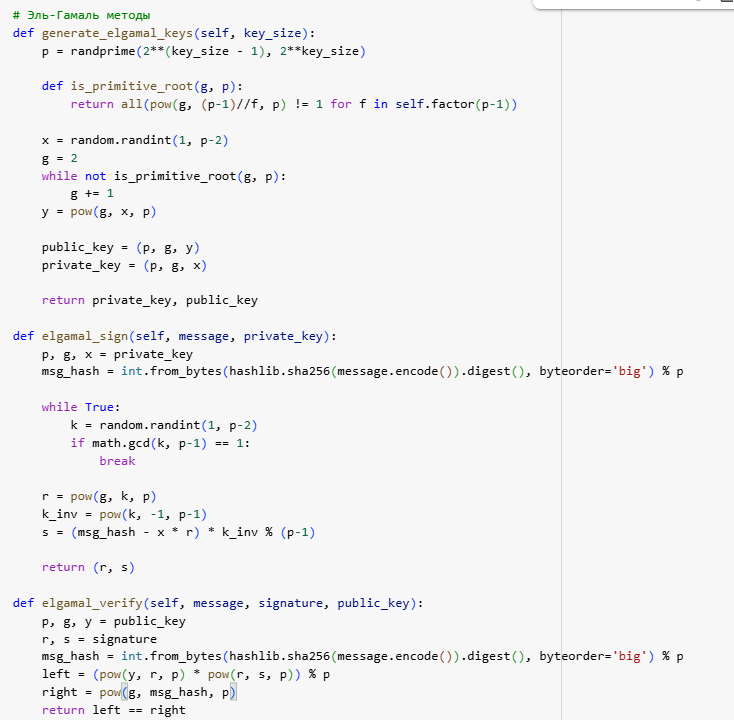 # Эль-Гамаль методы
def generate_elgamal_keys(self, key_size):
    p = randprime(2**(key_size - 1), 2**key_size)

    def is_primitive_root(g, p):
        return all(pow(g, (p-1)//f, p) != 1 for f in self.factor(p-1))

    x = random.randint(1, p-2)
    g = 2
    while not is_primitive_root(g, p):
        g += 1
    y = pow(g, x, p)

    public_key = (p, g, y)
    private_key = (p, g, x)

    return private_key, public_key

def elgamal_sign(self, message, private_key):
    p, g, x = private_key
    msg_hash = int.from_bytes(hashlib.sha256(message.encode()).digest(), byteorder='big') % p

    while True:
        k = random.randint(1, p-2)
        if math.gcd(k, p-1) == 1:
            break

    r = pow(g, k, p)
    k_inv = pow(k, -1, p-1)
    s = (msg_hash - x * r) * k_inv % (p-1)

    return (r, s)

def elgamal_verify(self, message, signature, public_key):
    p, g, y = public_key
    r, s = signature
    msg_hash = int.from_bytes(hashlib.sha256(message.encode()).digest(), byteorder='big') % p
    left = (pow(y, r, p) * pow(r, s, p)) % p
    right = pow(g, msg_hash, p)
    return left == right